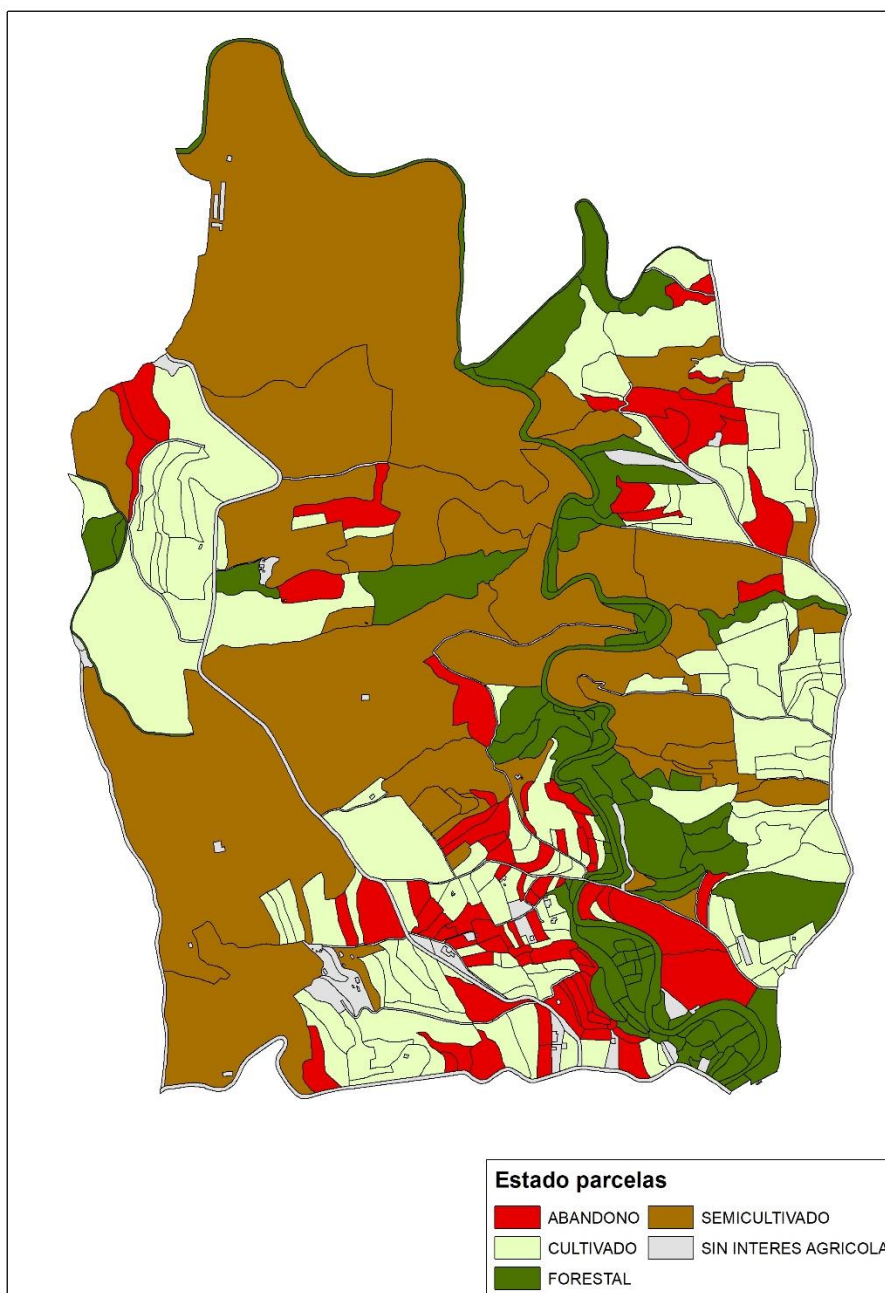 Estado parcelas
ABANDONO
SEMICULTIVADO
CULTIVADO
SIN INTERES AGRICOLA
FORESTAL